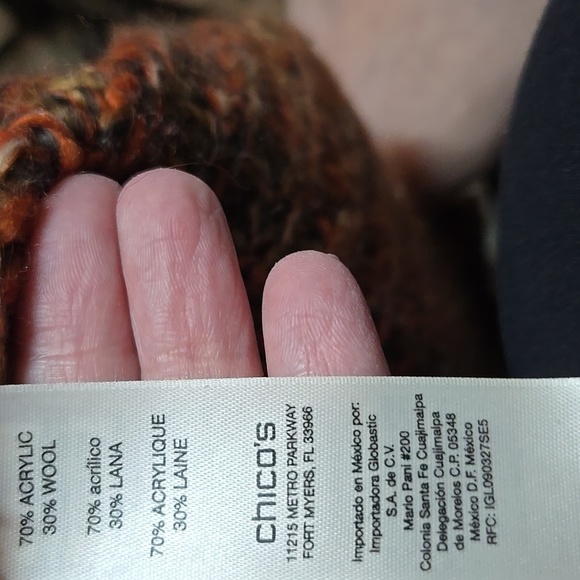 70% ACRYLIC
30% WOOL
70% acrílico
30% LANA
70% ACRYLIQUE
30% LAINE
chico's
11215 METRO PARKWAY
FORT MYERS, FL 33966
Importado en México por:
Importadora Globastic
S.A. de C.V.
Mario Pani #200
Colonia Santa Fe Cuajimalpa
Delegación Cuajimalpa
de Morelos C.P. 05348
México D.F. México
RFC: IGL090327SE5